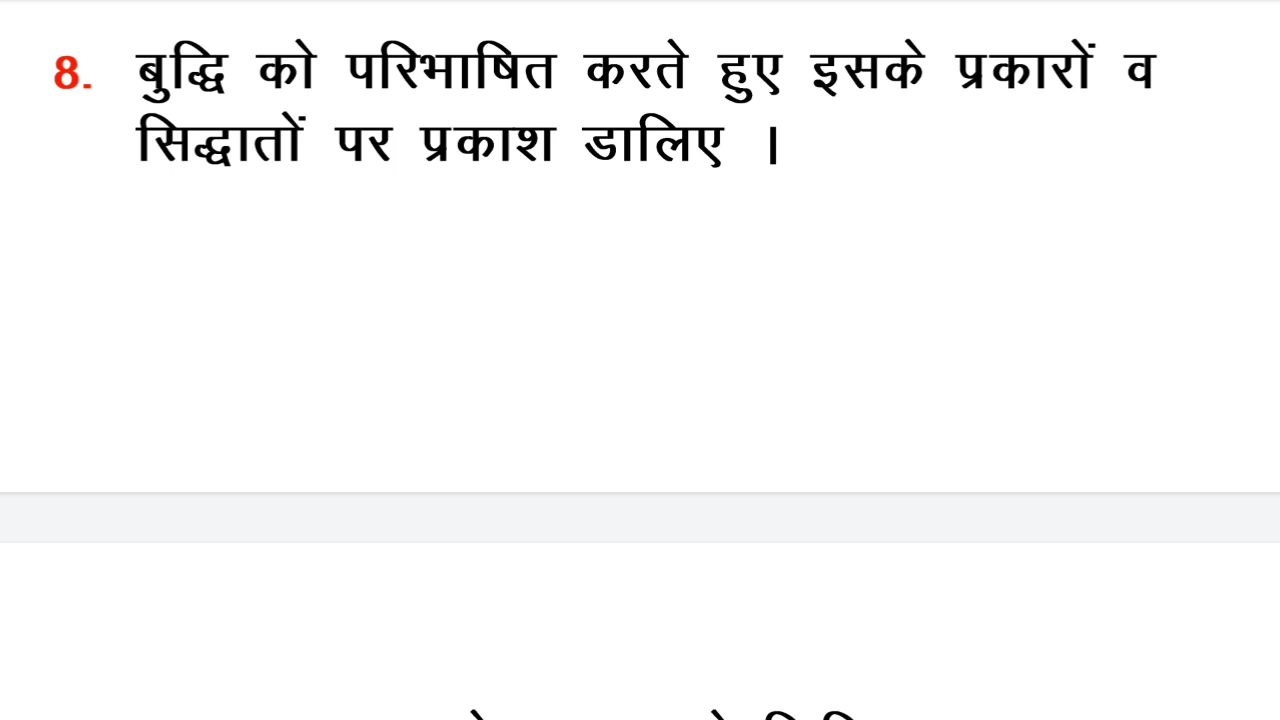 8. बुद्धि को परिभाषित करते हुए इसके प्रकारों व
सिद्धातों पर प्रकाश डालिए ।